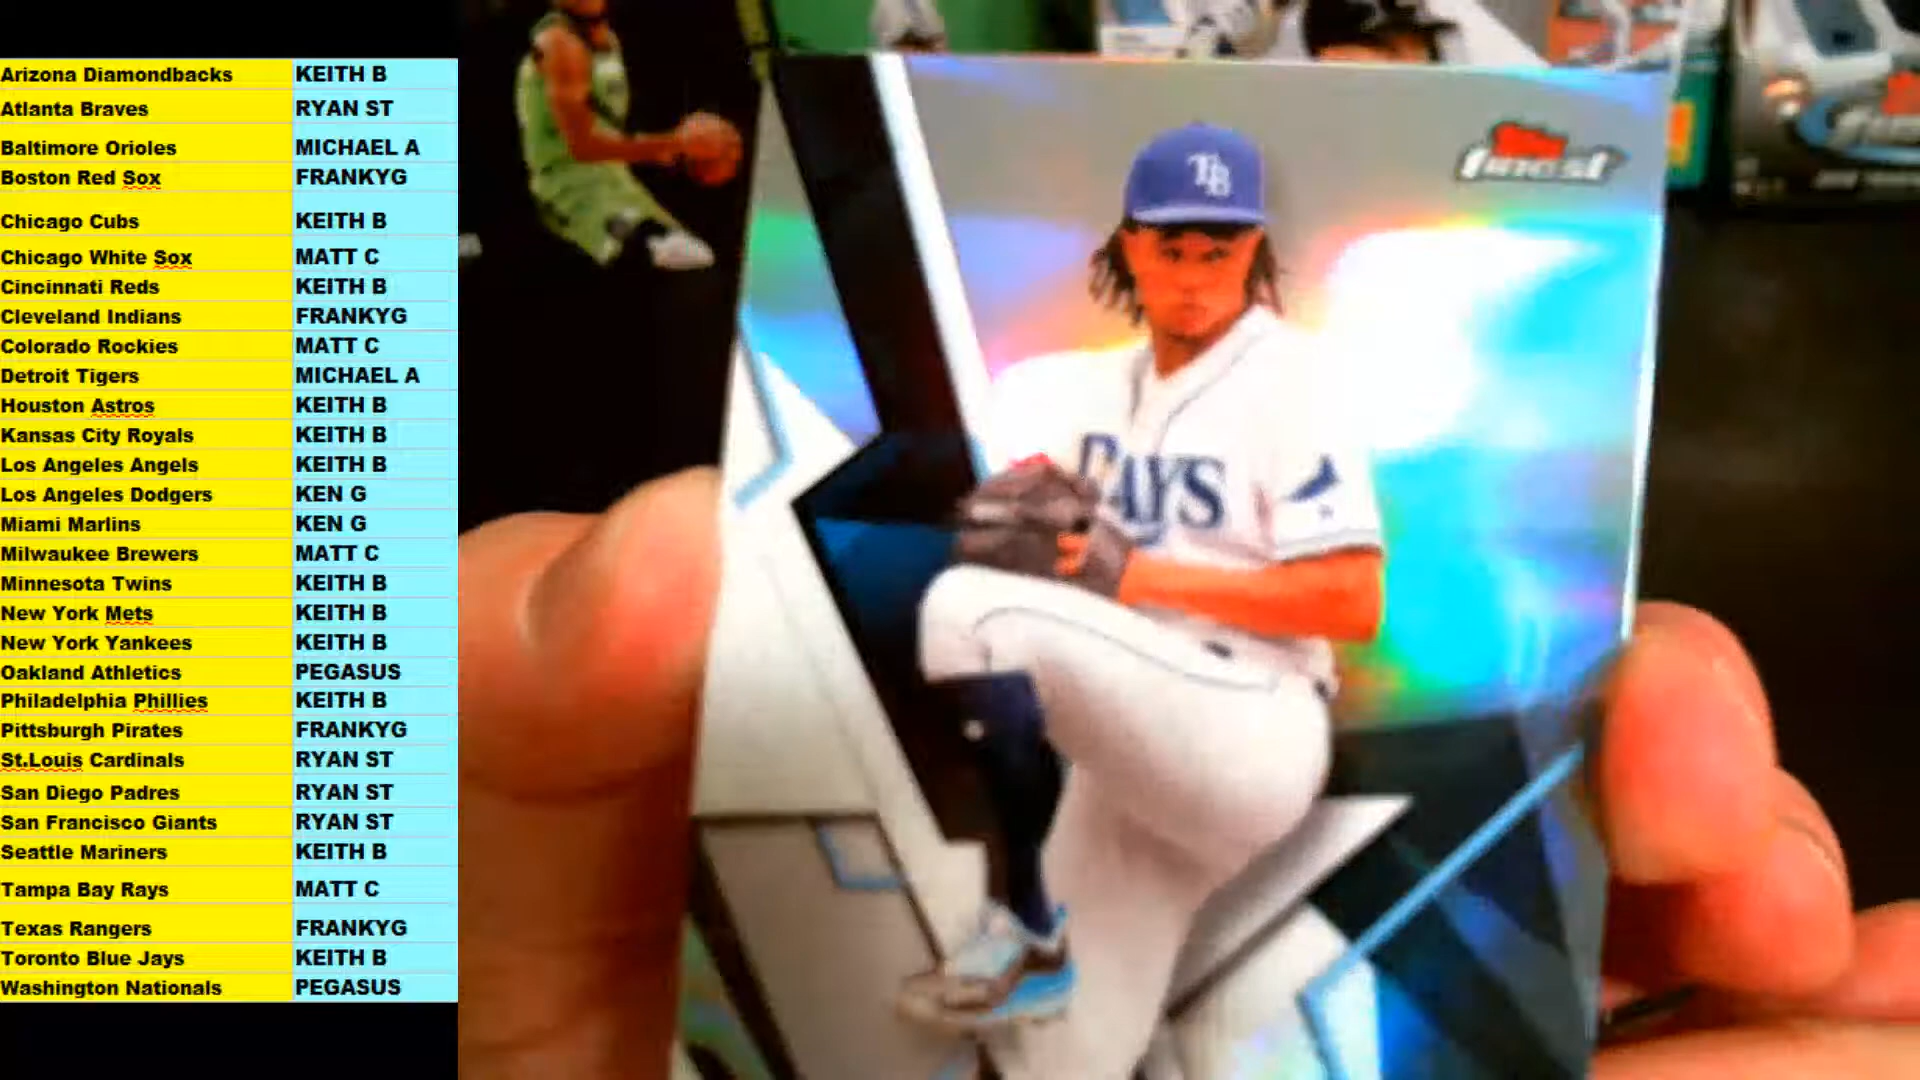 Arizona Diamondbacks KEITH B
Atlanta Braves RYAN ST
Baltimore Orioles MICHAEL A
Boston Red Sox FRANKYG
Chicago Cubs KEITH B
Chicago White Sox MATT C
Cincinnati Reds KEITH B
Cleveland Indians FRANKYG
Colorado Rockies MATT C
Detroit Tigers MICHAEL A
Houston Astros KEITH B
Kansas City Royals KEITH B
Los Angeles Angels KEITH B
Los Angeles Dodgers KEN G
Miami Marlins KEN G
Milwaukee Brewers MATT C
Minnesota Twins KEITH B
New York Mets KEITH B
New York Yankees KEITH B
Oakland Athletics PEGASUS
Philadelphia Phillies KEITH B
Pittsburgh Pirates FRANKYG
St.Louis Cardinals RYAN ST
San Diego Padres RYAN ST
San Francisco Giants RYAN ST
Seattle Mariners KEITH B
Tampa Bay Rays MATT C
Texas Rangers FRANKYG
Toronto Blue Jays KEITH B
Washington Nationals PEGASUS
finest
TB
RAYS